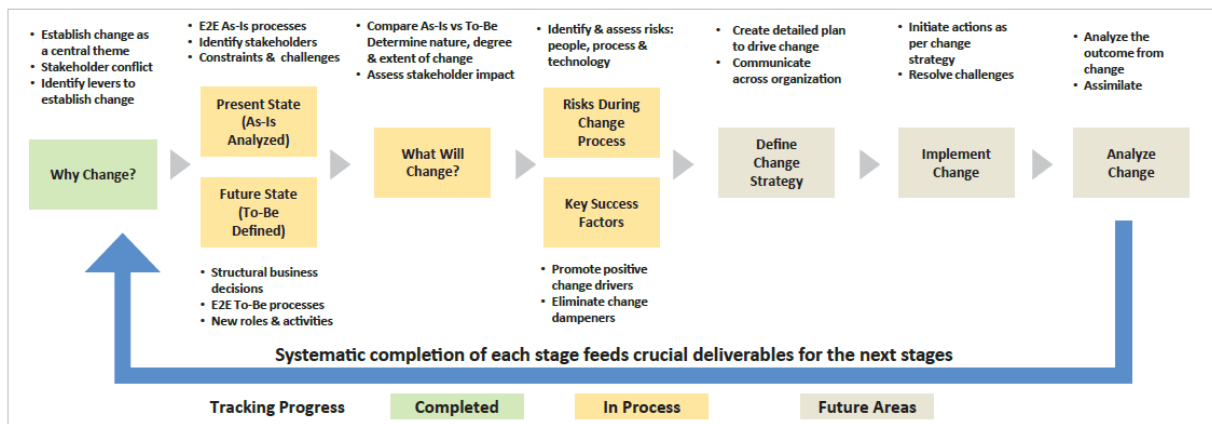 • Establish change as
a central theme
• Stakeholder conflict
• Identify levers to
establish change
Why Change?
• E2E As-Is processes
• Identify stakeholders
• Constraints & challenges
Present State
(As-Is
Analyzed)
Future State
(To-Be
Defined)
• Structural business
decisions
• E2E To-Be processes
• New roles & activities
• Compare As-Is vs To-Be
Determine nature, degree
& extent of change
• Assess stakeholder impact
What Will
Change?
• Identify & assess risks:
people, process &
technology
Risks During
Change
Process
Key Success
Factors
• Promote positive
change drivers
• Eliminate change
dampeners
• Create detailed plan
to drive change
• Communicate
across organization
Define
Change
Strategy
• Initiate actions as
per change
strategy
• Resolve challenges
Implement
Change
• Analyze the
outcome from
change
• Assimilate
Analyze
Change
Systematic completion of each stage feeds crucial deliverables for the next stages
Tracking Progress
Completed
In Process
Future Areas